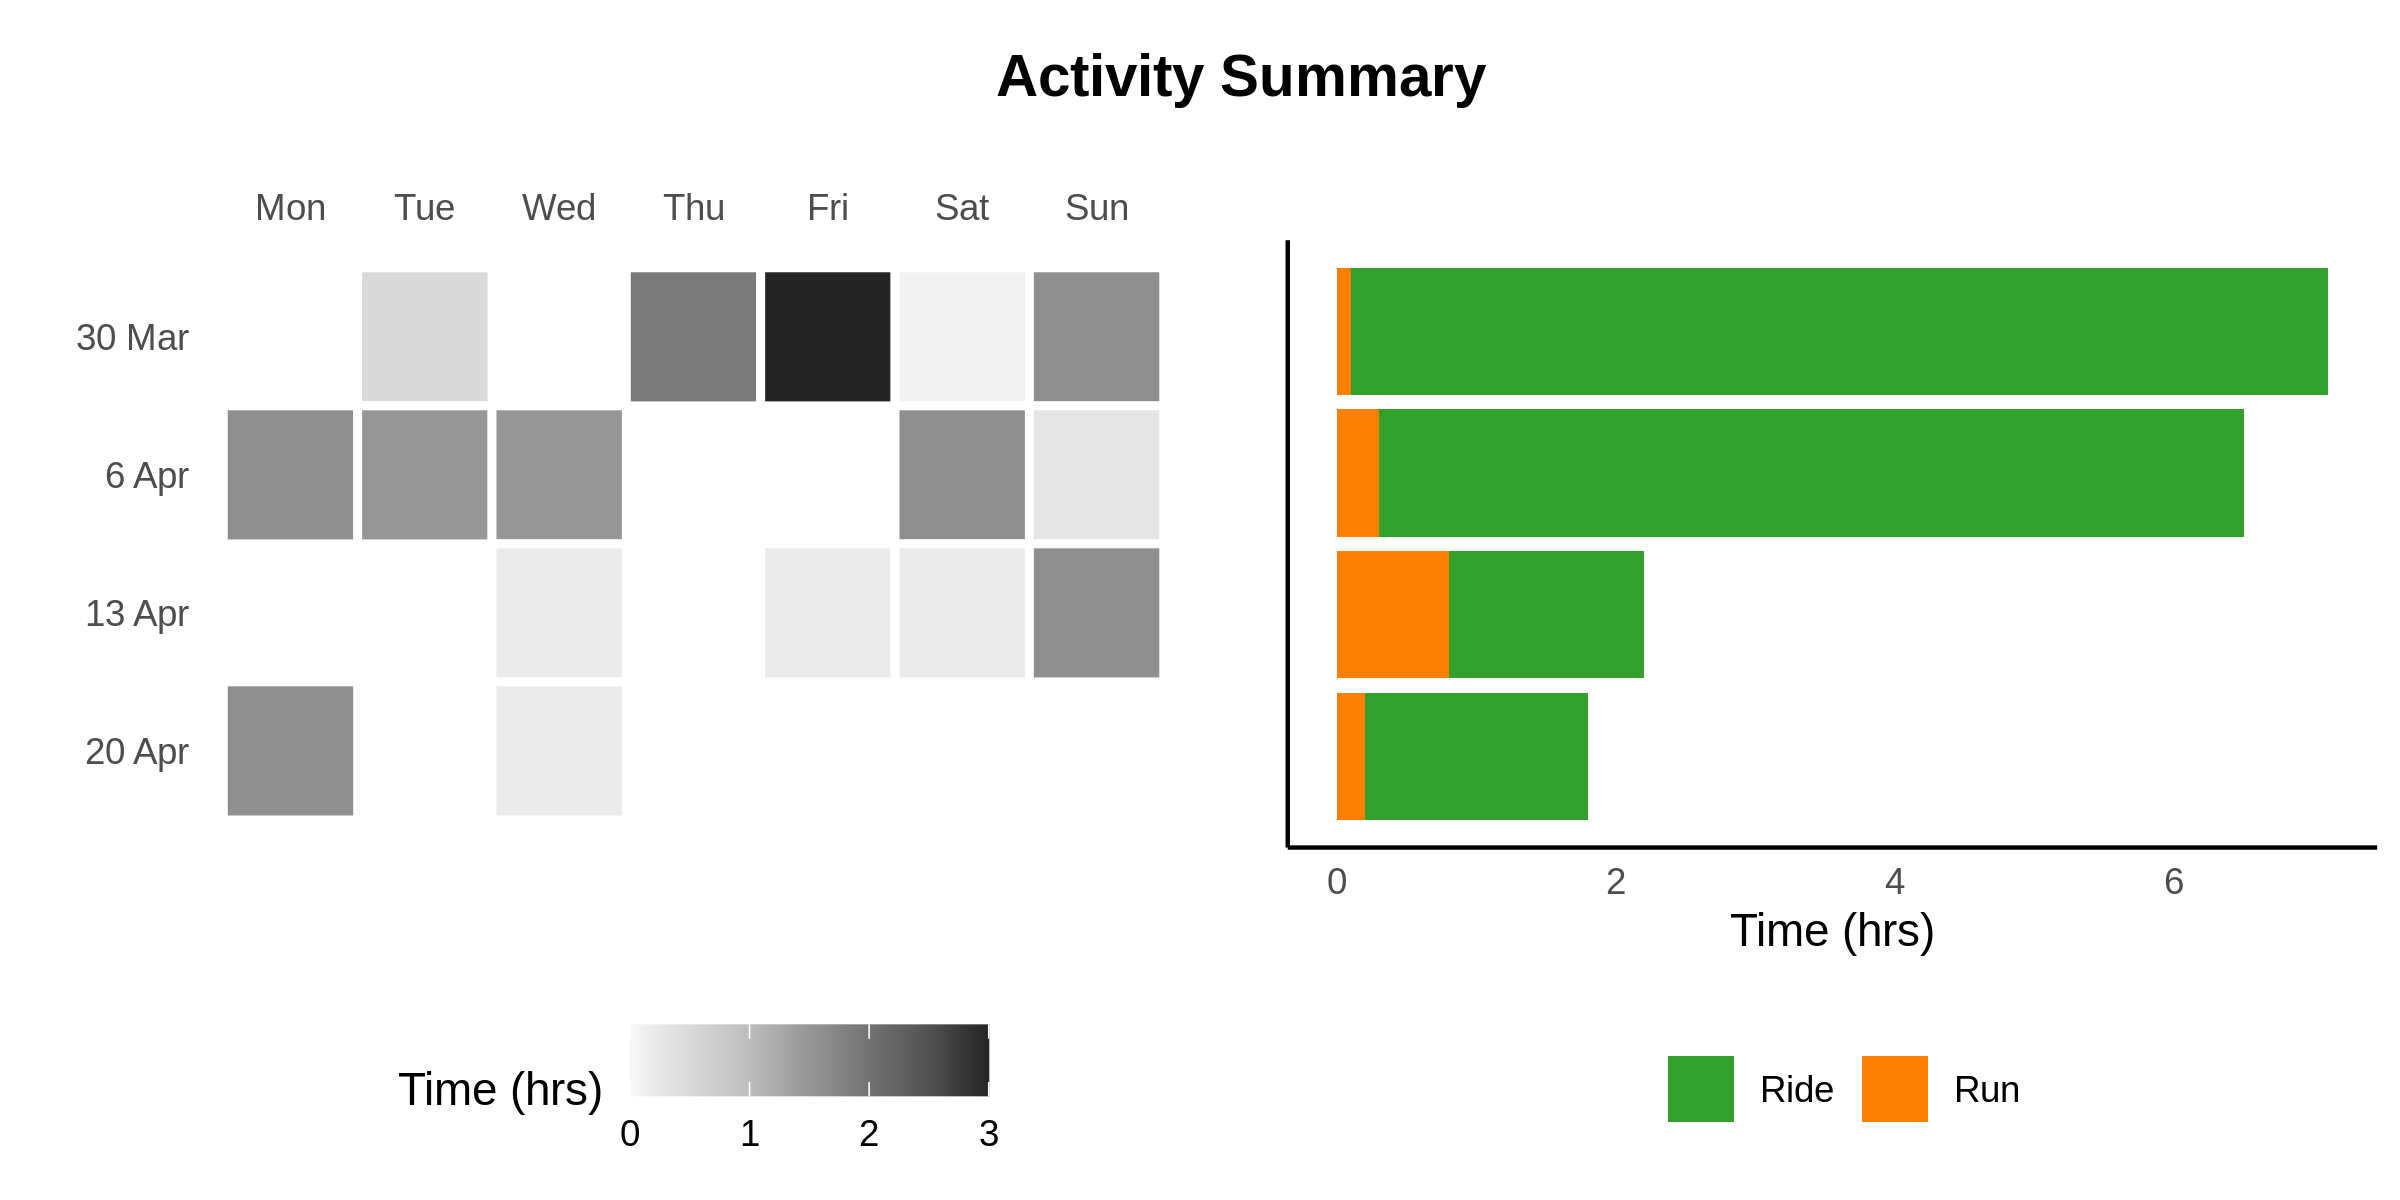 Activity Summary
Mon Tue Wed Thu Fri Sat Sun
30 Mar
6 Apr
13 Apr
20 Apr
0 2 4 6
Time (hrs)
Time (hrs)
0 1 2 3
Ride Run